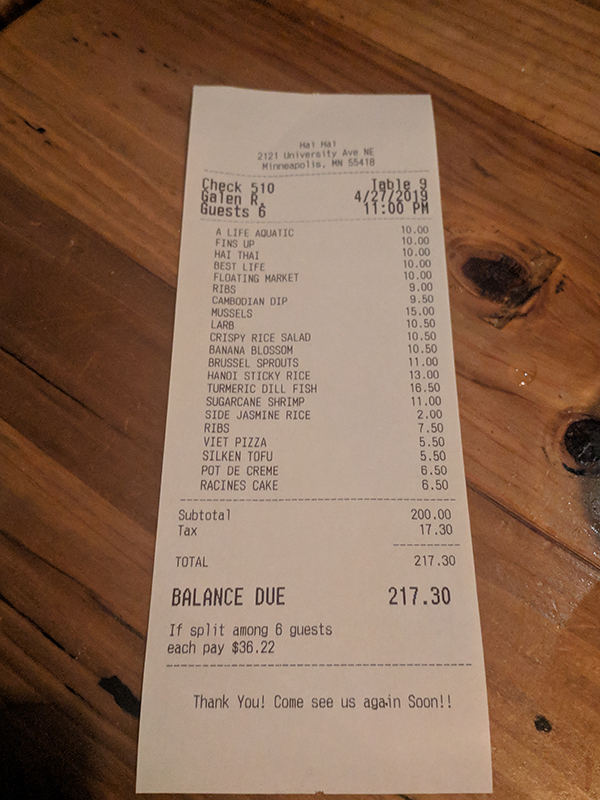 Hai Hai
2121 University Ave NE
Minneapolis, MN 55418
Check 510 Table 9
Galen R. 4/27/2019
Guests 6 11:00 PM
A LIFE AQUATIC 10.00
FINS UP 10.00
HAI THAI 10.00
BEST LIFE 10.00
FLOATING MARKET 10.00
RIBS 9.00
CAMBODIAN DIP 9.50
MUSSELS 15.00
LARB 10.50
CRISPY RICE SALAD 10.50
BANANA BLOSSOM 10.50
BRUSSEL SPROUTS 11.00
HANOI STICKY RICE 13.00
TURMERIC DILL FISH 16.50
SUGARCANE SHRIMP 11.00
SIDE JASMINE RICE 2.00
RIBS 7.50
VIET PIZZA 5.50
SILKEN TOFU 5.50
POT DE CREME 6.50
RACINES CAKE 6.50
Subtotal 200.00
Tax 17.30
TOTAL 217.30
BALANCE DUE 217.30
If split among 6 guests
each pay $36.22
Thank You! Come see us again Soon!!